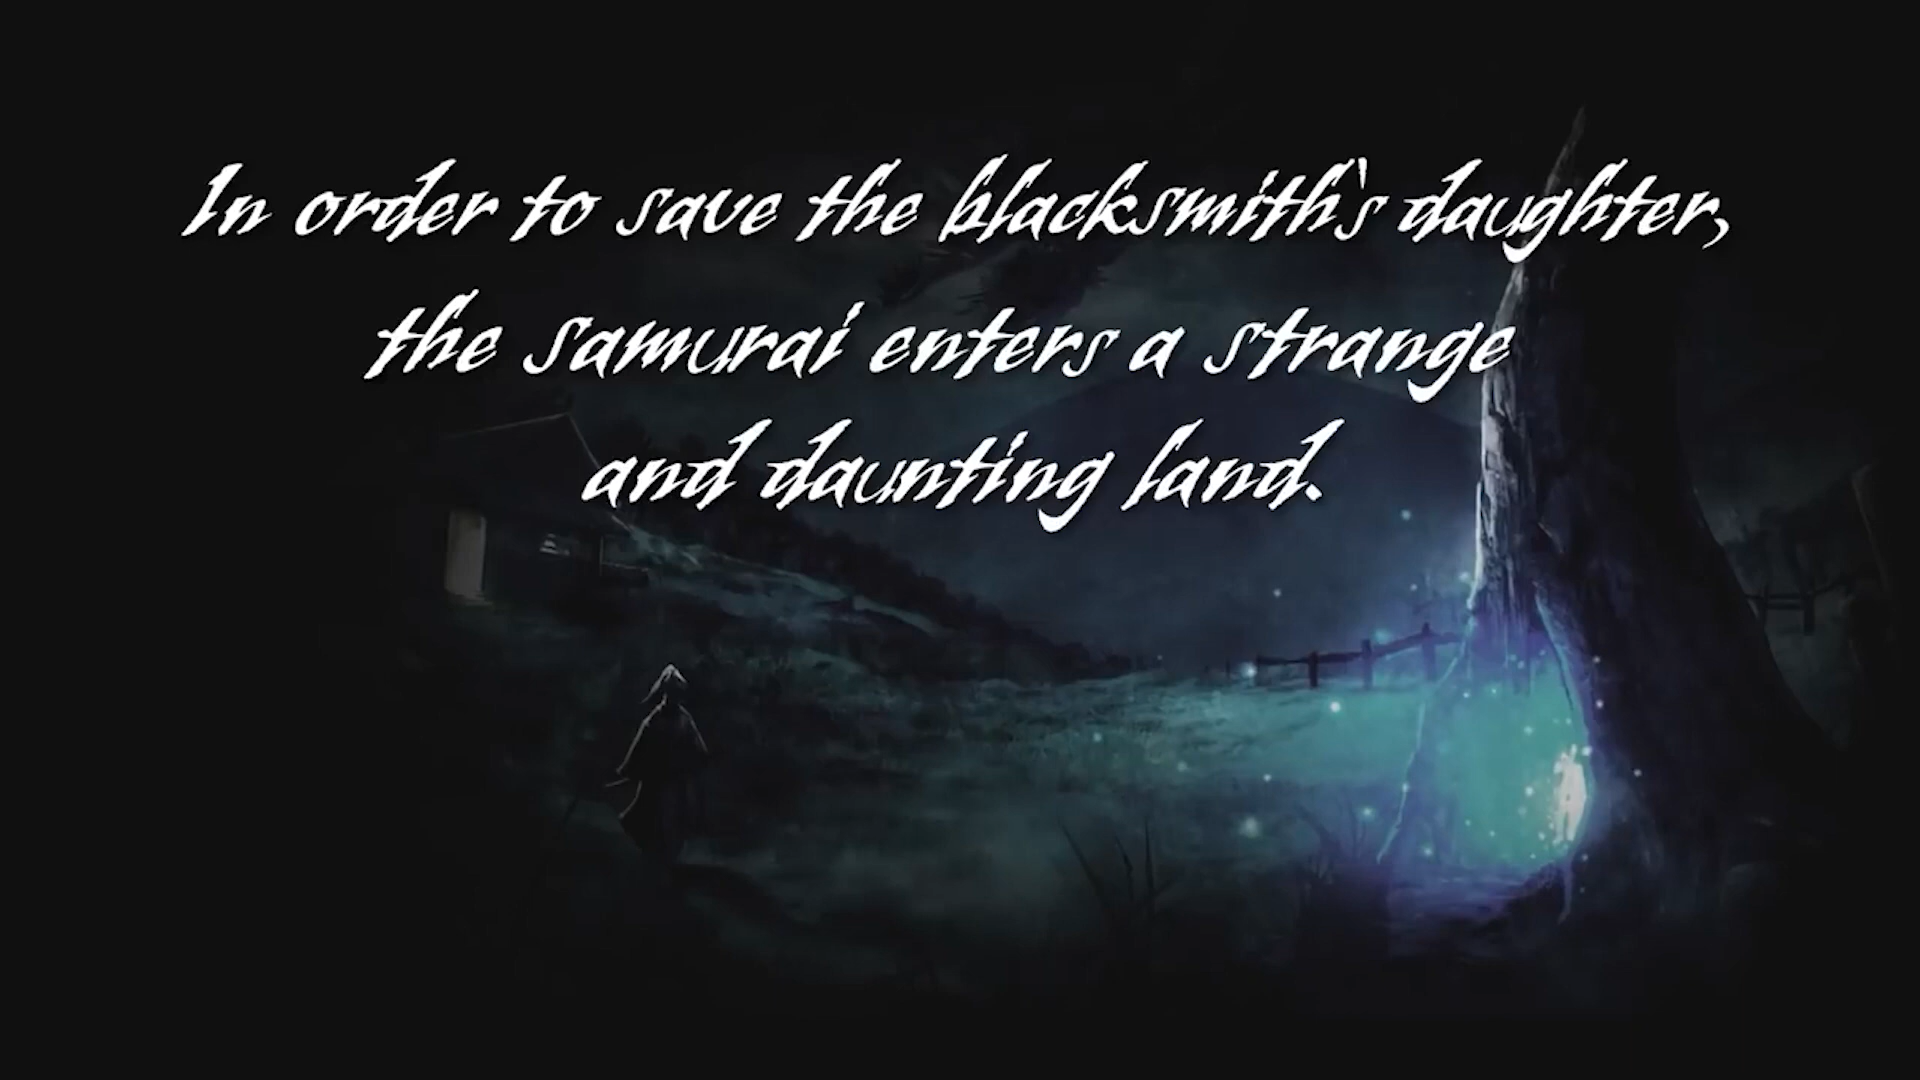 In order to save the blacksmith's daughter,
the samurai enters a strange
and daunting land.